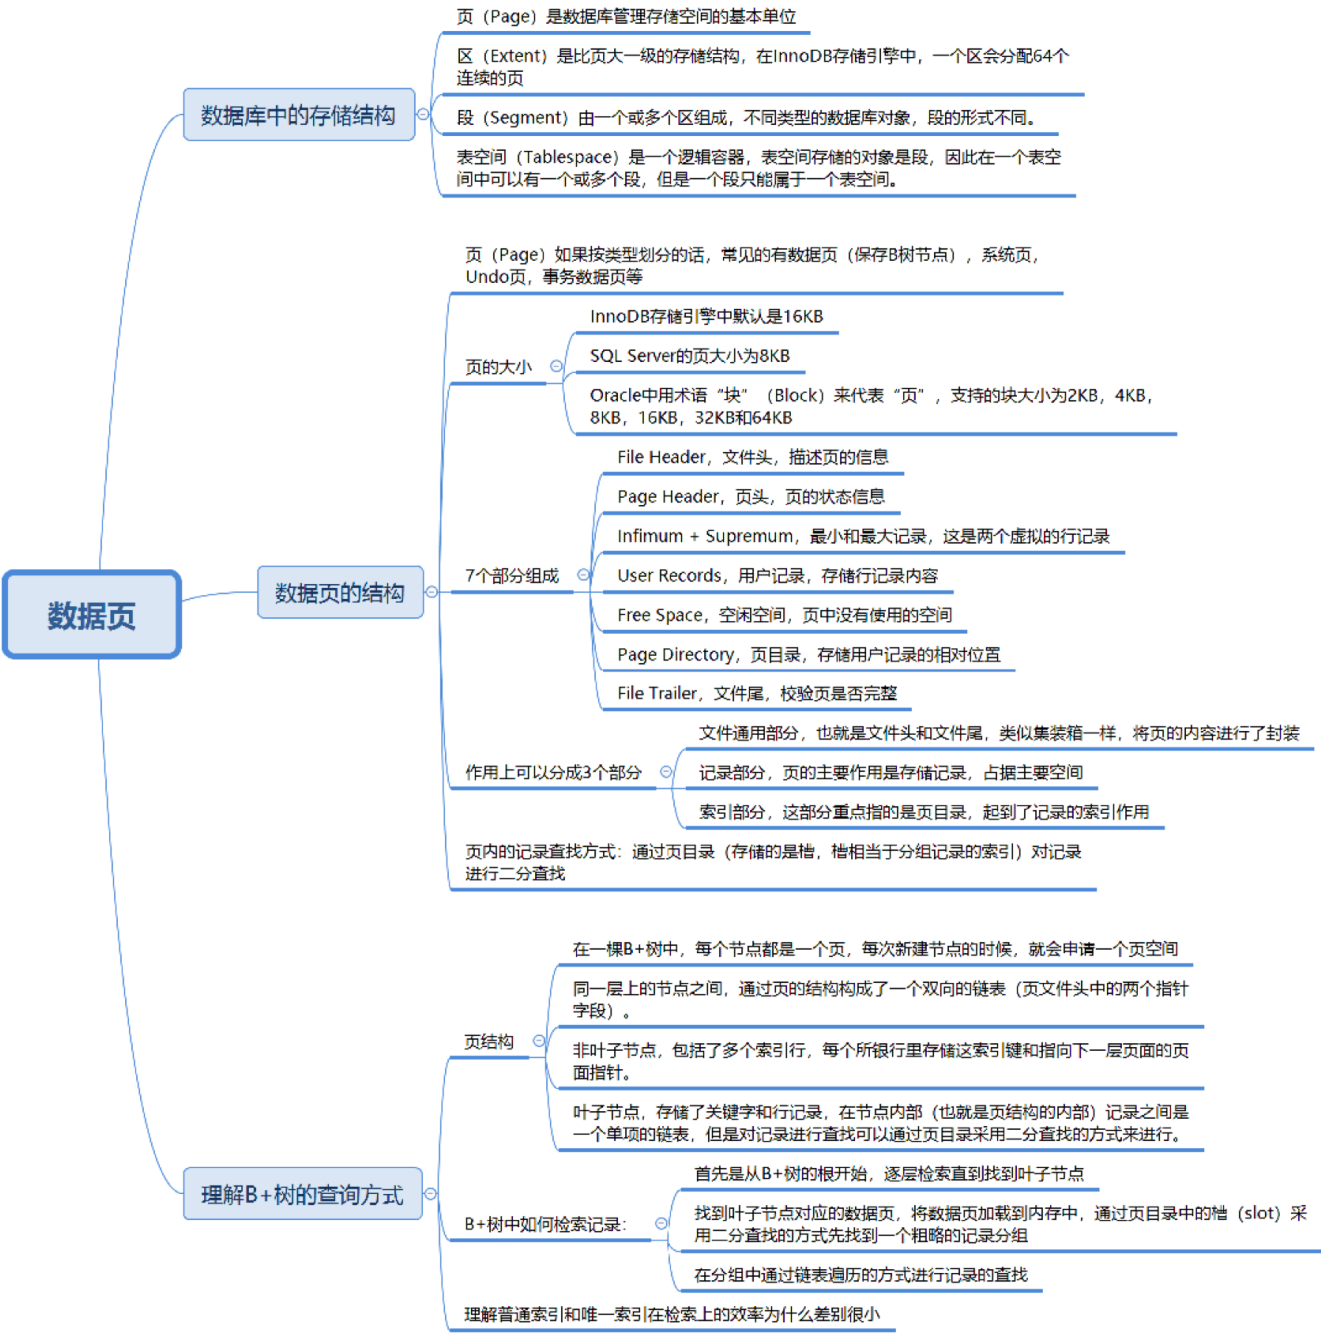 数据页
数据库中的存储结构
页（Page）是数据库管理存储空间的基本单位
区（Extent）是比页大一级的存储结构，在InnoDB存储引擎中，一个区会分配64个
连续的页
段（Segment）由一个或多个区组成，不同类型的数据库对象，段的形式不同。
表空间（Tablespace）是一个逻辑容器，表空间存储的对象是段，因此在一个表空
间中可以有一个或多个段，但是一个段只能属于一个表空间。
数据页的结构
页（Page）如果按类型划分的话，常见的有数据页（保存B树节点），系统页，
Undo页，事务数据页等
页的大小
InnoDB存储引擎中默认是16KB
SQL Server的页大小为8KB
Oracle中用术语“块”（Block）来代表“页”，支持的块大小为2KB，4KB，
8KB，16KB，32KB和64KB
7个部分组成
File Header，文件头，描述页的信息
Page Header，页头，页的状态信息
Infimum + Supremum，最小和最大记录，这是两个虚拟的行记录
User Records，用户记录，存储行记录内容
Free Space，空闲空间，页中没有使用的空间
Page Directory，页目录，存储用户记录的相对位置
File Trailer，文件尾，校验页是否完整
作用上可以分成3个部分
文件通用部分，也就是文件头和文件尾，类似集装箱一样，将页的内容进行了封装
记录部分，页的主要作用是存储记录，占据主要空间
索引部分，这部分重点指的是页目录，起到了记录的索引作用
页内的记录查找方式：通过页目录（存储的是槽，槽相当于分组记录的索引）对记录
进行二分查找
理解B+树的查询方式
页结构
在一棵B+树中，每个节点都是一个页，每次新建节点的时候，就会申请一个页空间
同一层上的节点之间，通过页的结构构成了一个双向的链表（页文件头中的两个指针
字段）。
非叶子节点，包括了多个索引行，每个所银行里存储这索引键和指向下一层页面的页
面指针。
叶子节点，存储了关键字和行记录，在节点内部（也就是页结构的内部）记录之间是
一个单项的链表，但是对记录进行查找可以通过页目录采用二分查找的方式来进行。
B+树中如何检索记录：
首先是从B+树的根开始，逐层检索直到找到叶子节点
找到叶子节点对应的数据页，将数据页加载到内存中，通过页目录中的槽（slot）采
用二分查找的方式先找到一个粗略的记录分组
在分组中通过链表遍历的方式进行记录的查找
理解普通索引和唯一索引在检索上的效率为什么差别很小